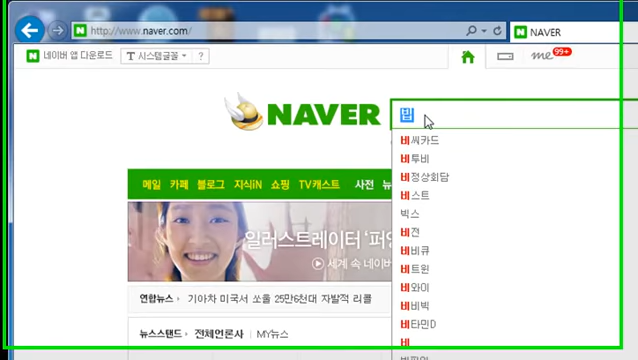 http://www.naver.com/
NAVER
네이버 앱 다운로드
T 시스템글꼴
?
me
99+
NAVER
빕
비씨카드
비투비
비정상회담
비스트
빅스
비젼
비비큐
비트윈
비와이
비비빅
비타민D
비
메일 카페 블로그 지식iN 쇼핑 TV캐스트 사전
일러스트레이터 '퍼엉
세계 속 네이버
연합뉴스 › 기아차 미국서 쏘울 25만6천대 자발적 리콜
뉴스스탠드 › 전체언론사 MY뉴스